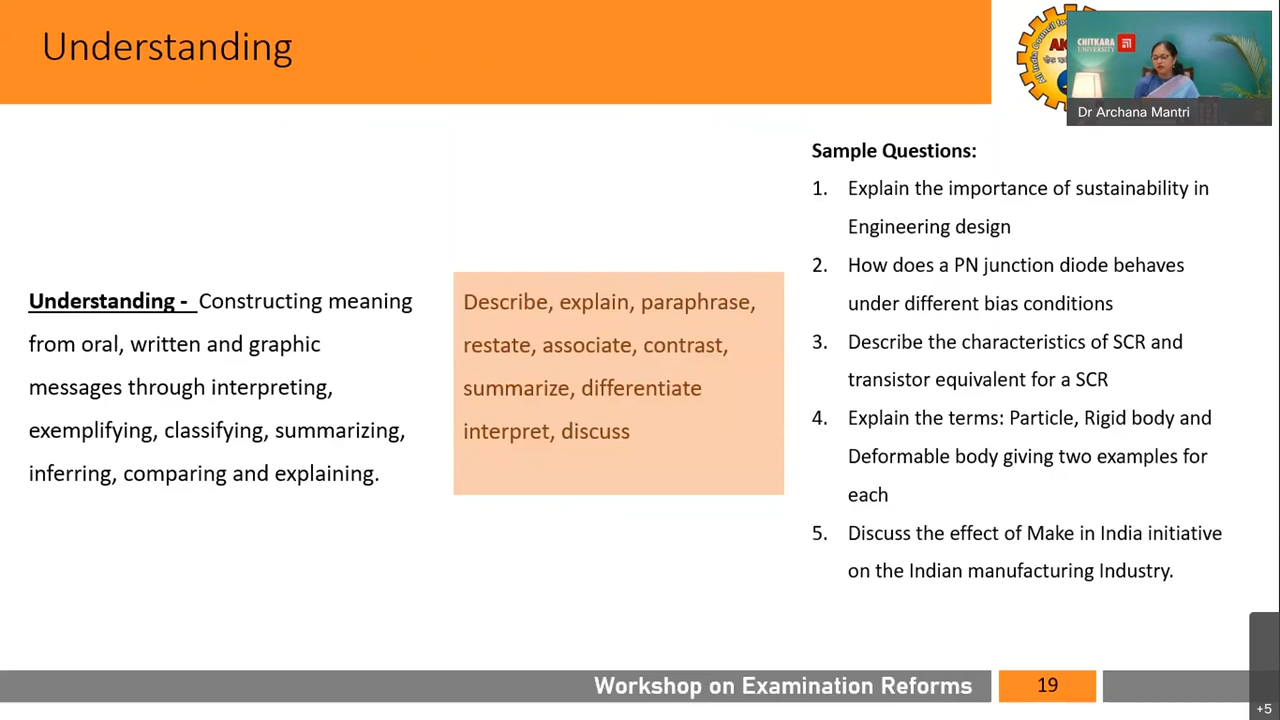 Understanding
CHITKARA
UNIVERSITY
Dr Archana Mantri
Understanding - Constructing meaning
from oral, written and graphic
messages through interpreting,
exemplifying, classifying, summarizing,
inferring, comparing and explaining.
Describe, explain, paraphrase,
restate, associate, contrast,
summarize, differentiate
interpret, discuss
Sample Questions:
1. Explain the importance of sustainability in
Engineering design
2. How does a PN junction diode behaves
under different bias conditions
3. Describe the characteristics of SCR and
transistor equivalent for a SCR
4. Explain the terms: Particle, Rigid body and
Deformable body giving two examples for
each
5. Discuss the effect of Make in India initiative
on the Indian manufacturing Industry.
Workshop on Examination Reforms
19
+5